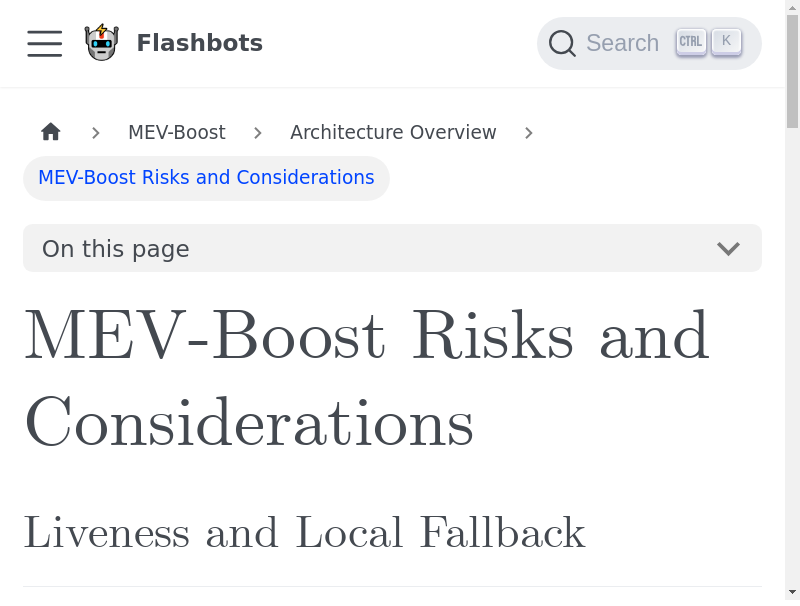 Flashbots
Search CTRL K
MEV-Boost
Architecture Overview
MEV-Boost Risks and Considerations
On this page
MEV-Boost Risks and
Considerations
Liveness and Local Fallback